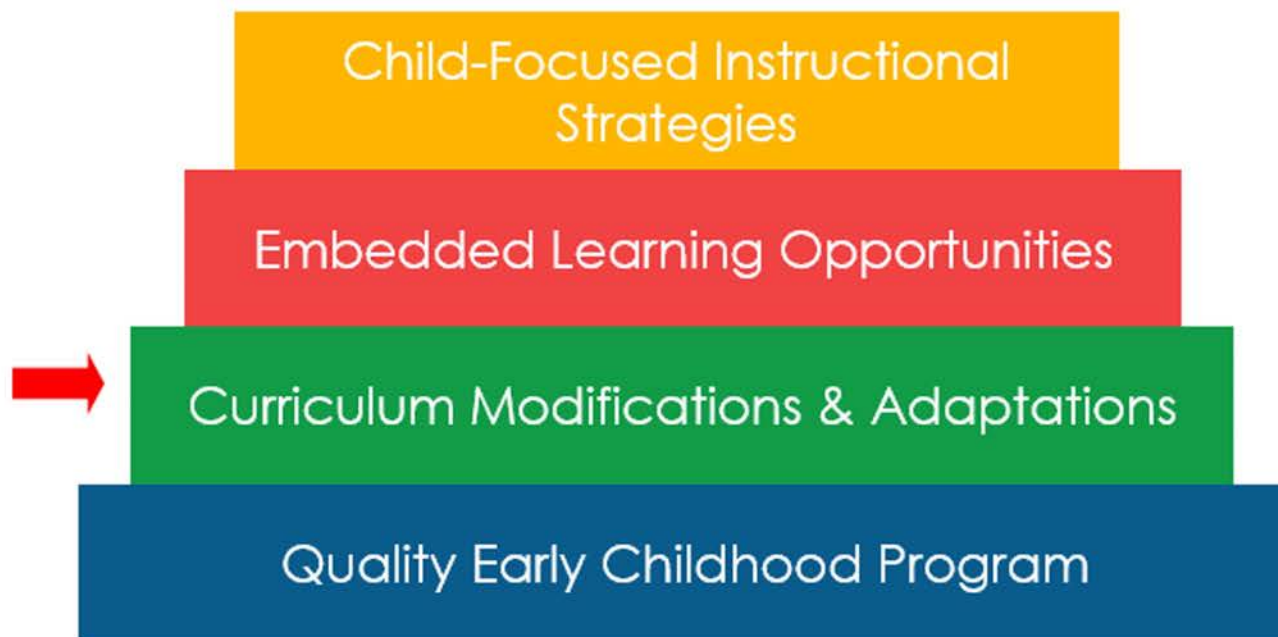 Child-Focused Instructional
Strategies
Embedded Learning Opportunities
Curriculum Modifications & Adaptations
Quality Early Childhood Program